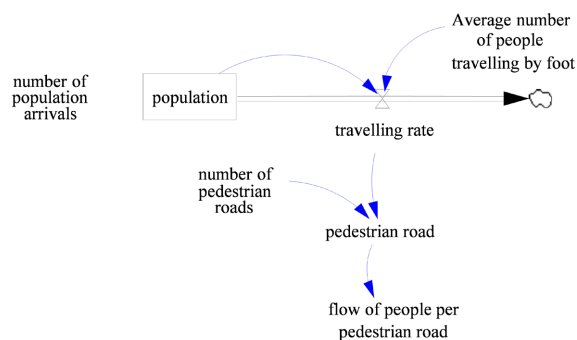 Average number
of people
travelling by foot
number of
population
arrivals
population
travelling rate
number of
pedestrian
roads
pedestrian road
flow of people per
pedestrian road